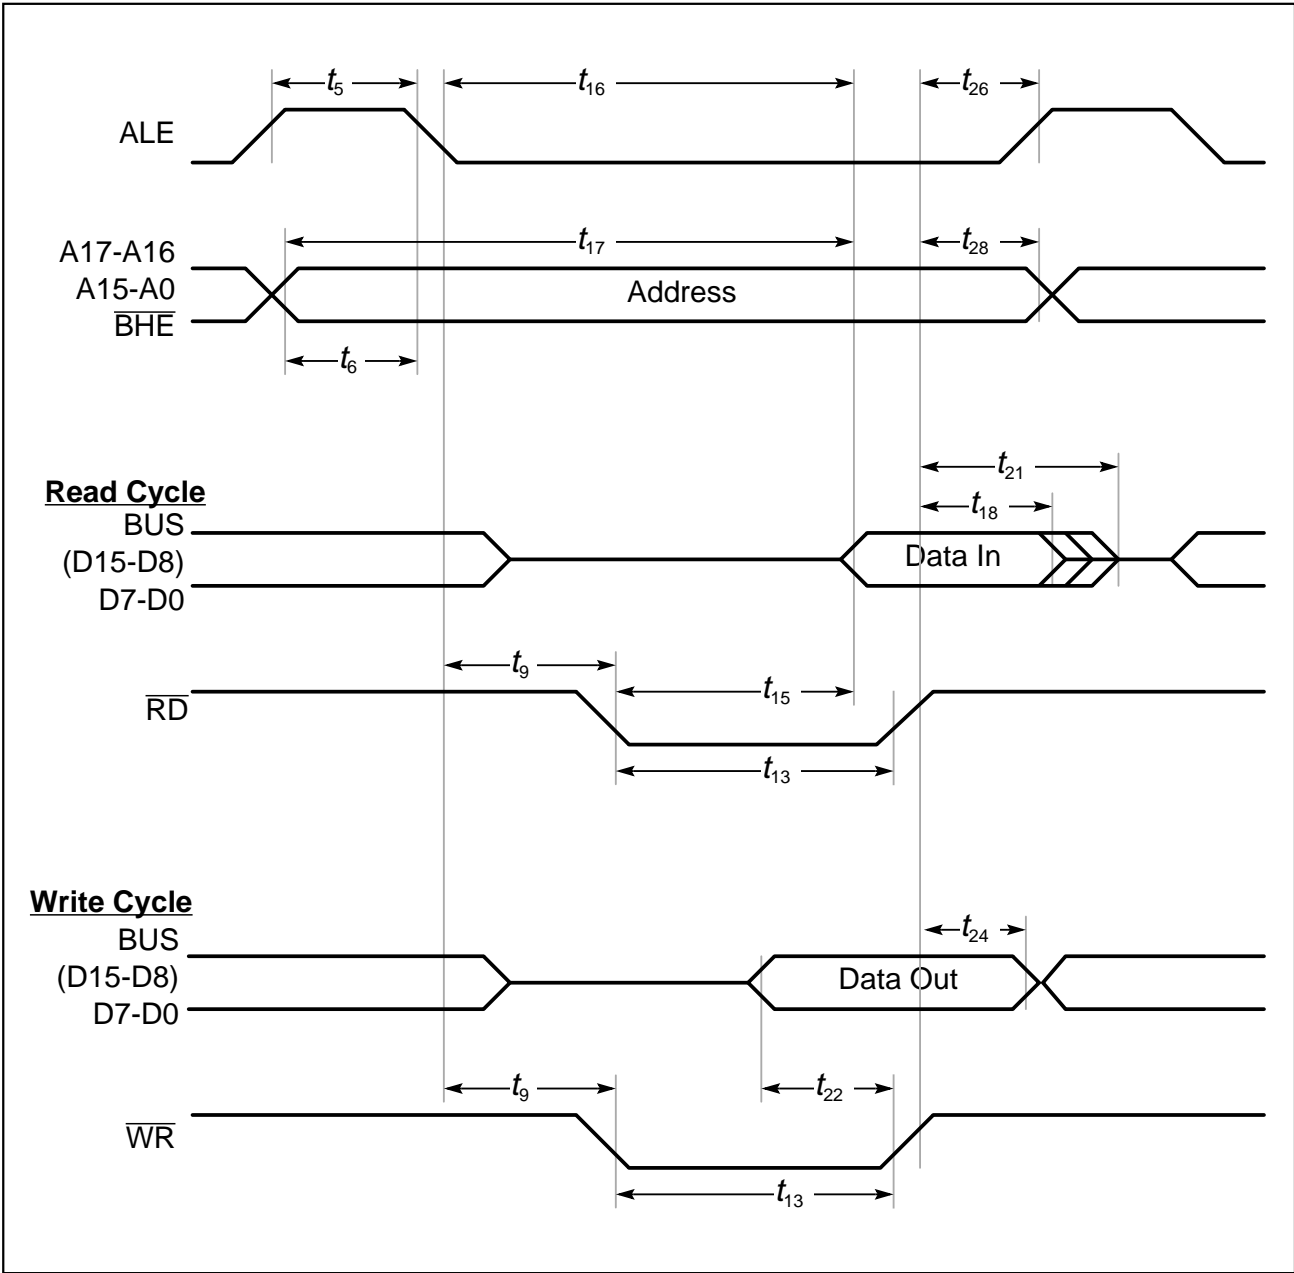 t5
t16
t26
ALE
A17-A16
t17
t28
A15-A0
Address
BHE
t6
t21
Read Cycle
t18
BUS
(D15-D8)
Data In
D7-D0
t9
t15
RD
t13
Write Cycle
t24
BUS
(D15-D8)
Data Out
D7-D0
t9
t22
WR
t13